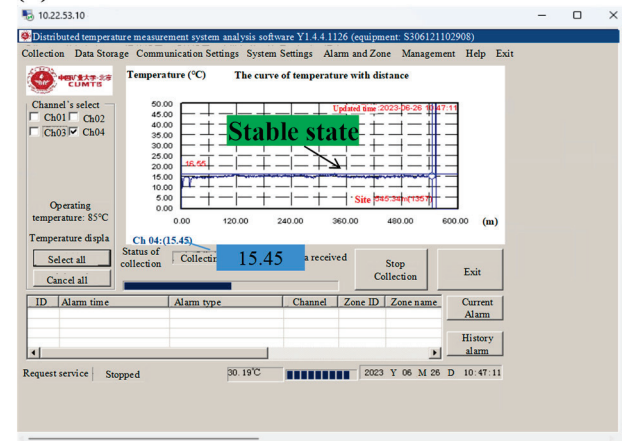 10.22.53.10
Distributed temperature measurement system analysis software Y1.4.4.1126 (equipment: S306121102908)
Collection Data Storage Communication Settings System Settings Alarm and Zone Management Help Exit
CUMTB
Temperature (℃) The curve of temperature with distance
Channel's select
Ch01 Ch02
Ch03 Ch04
Updated time:2023-06-26 10:47:11
50.00
45.00
40.00
35.00
30.00
25.00
20.00
15.00
10.00
5.00
0.00
Stable state
16.55
Site :545.34m(1357)
0.00 120.00 240.00 360.00 480.00 600.00 (m)
Operating
temperature: 85℃
Temperature displa
Select all
Cancel all
Ch 04:(15.45)
Status of
collection
Collectin
15.45
a received
Stop
Collection
Exit
ID Alarm time Alarm type Channel Zone ID Zone name
Current
Alarm
History
alarm
Request service Stopped 30.19℃ 2023 Y 06 M 26 D 10:47:11